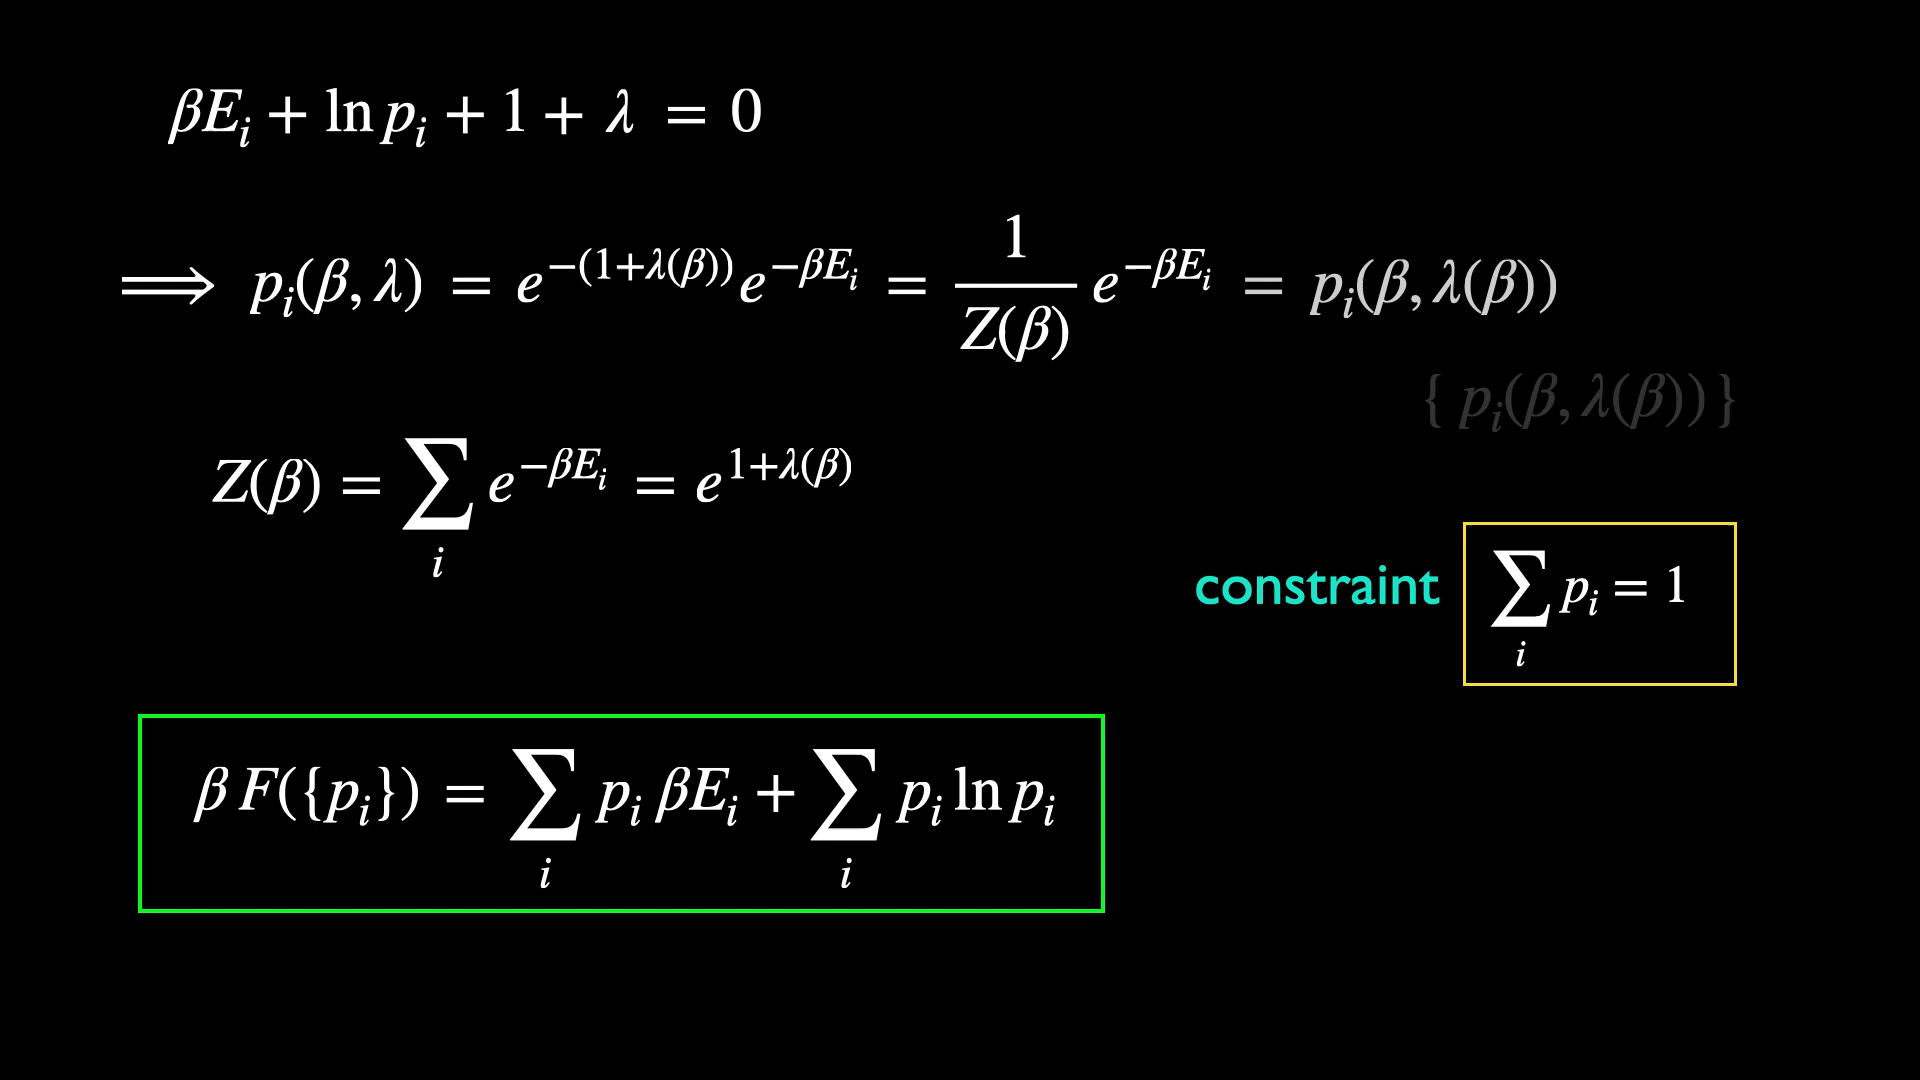 βE_i + ln p_i + 1 + λ = 0
⟹ p_i(β, λ) = e^{−(1+λ(β))} e^{−βE_i} = \frac{1}{Z(β)} e^{−βE_i} = p_i(β, λ(β))
{ p_i(β, λ(β)) }
Z(β) = ∑_i e^{−βE_i} = e^{1+λ(β)}
constraint ∑_i p_i = 1
β F({p_i}) = ∑_i p_i βE_i + ∑_i p_i ln p_i